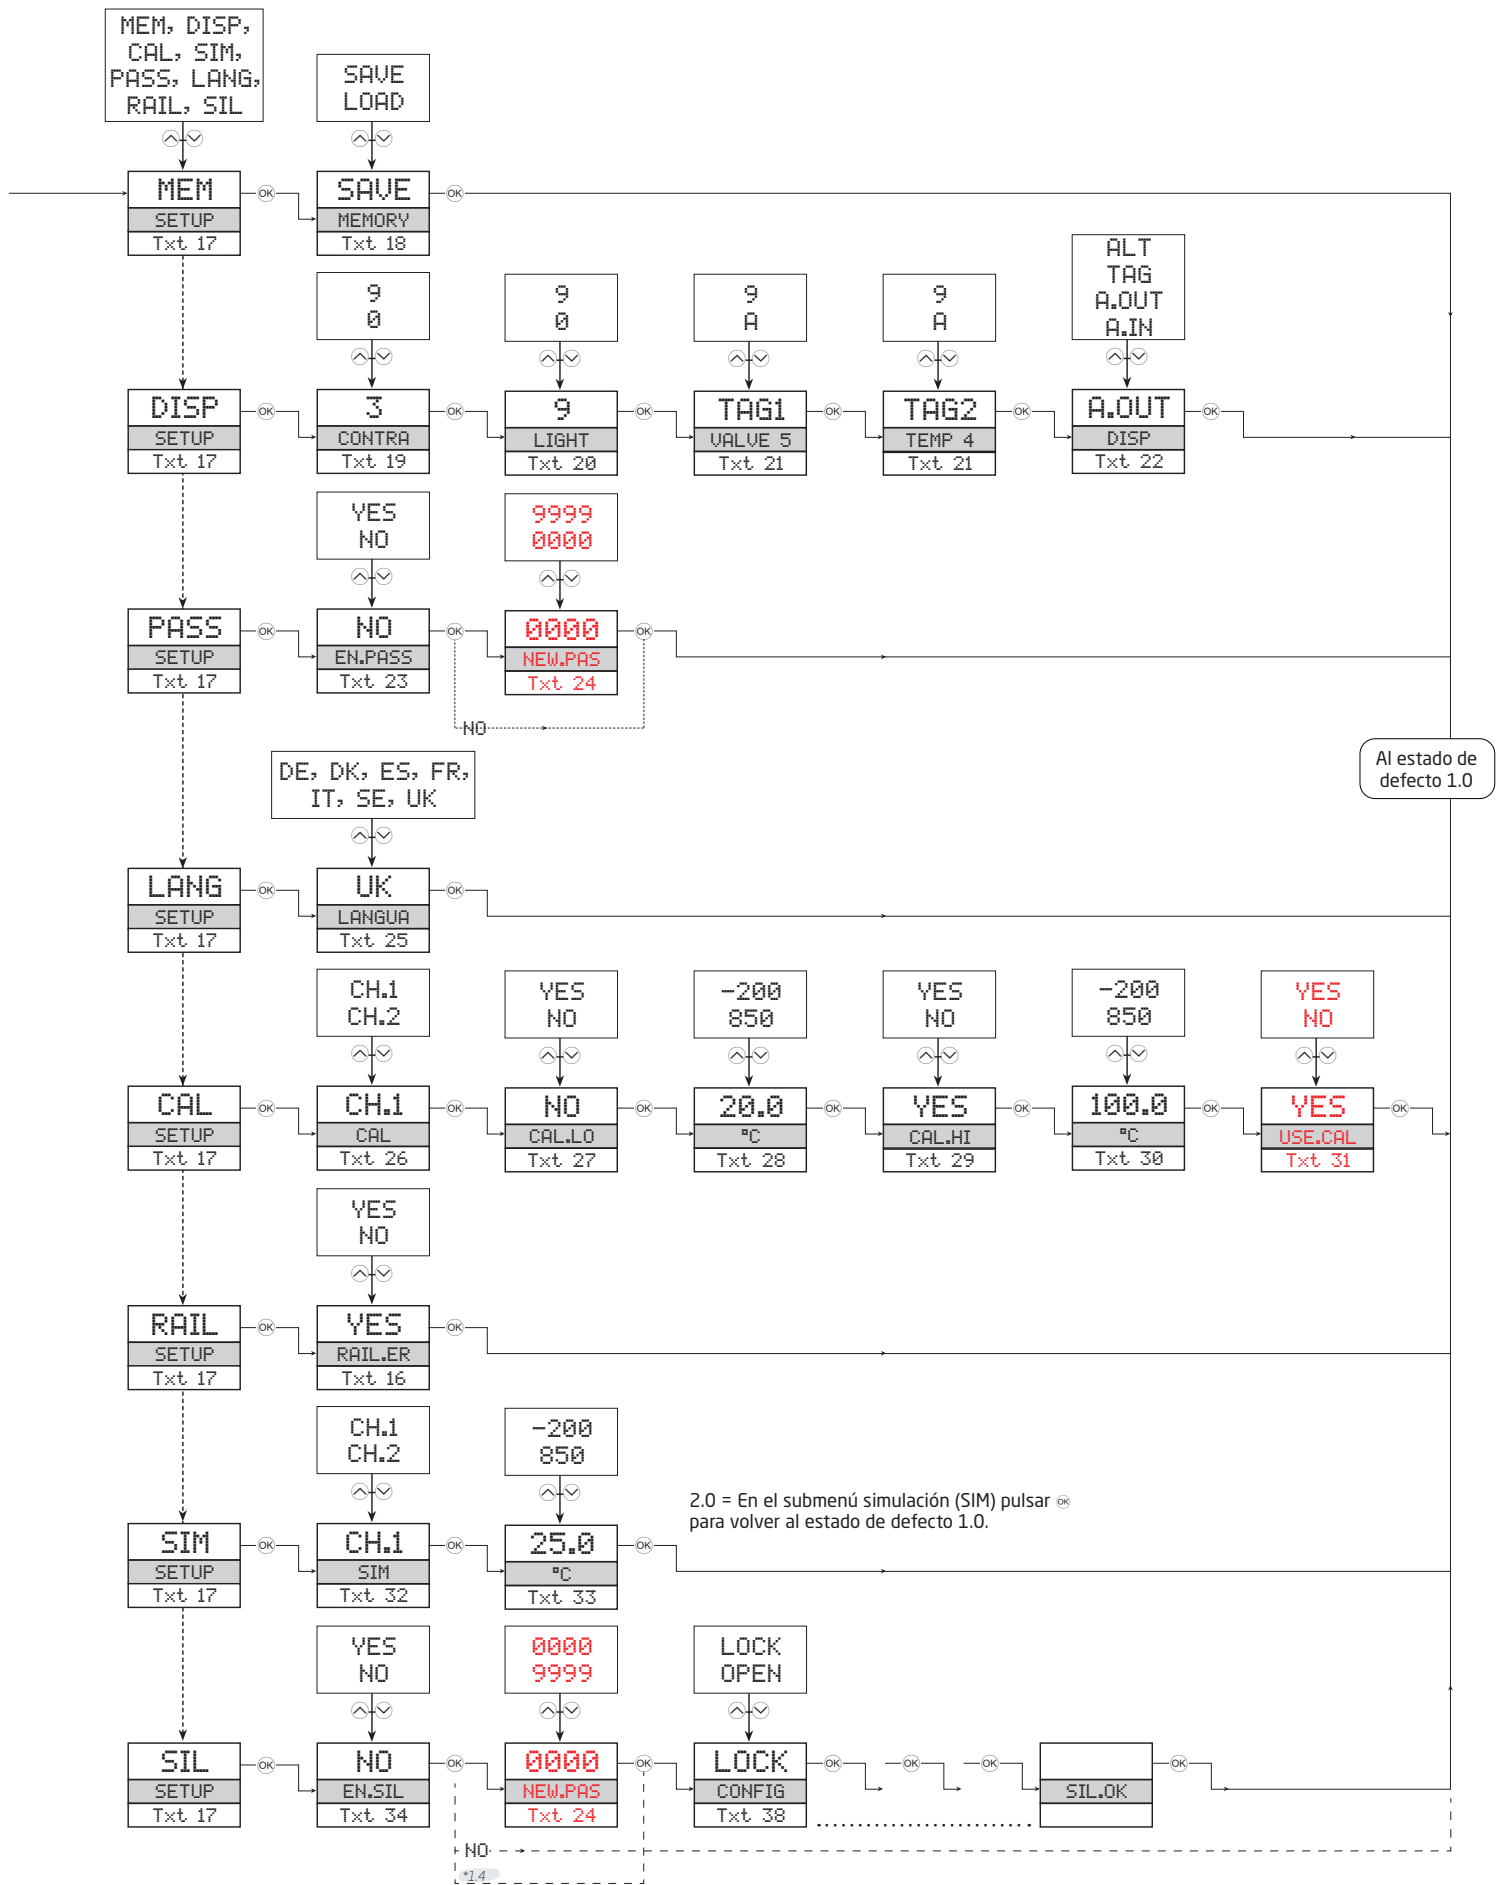 MEM, DISP,
CAL, SIM,
PASS, LANG,
RAIL, SIL
SAVE
LOAD
MEM
SETUP
Txt 17
OK
SAVE
MEMORY
Txt 18
OK
9
0
9
0
9
A
9
A
ALT
TAG
A.OUT
A.IN
DISP
SETUP
Txt 17
OK
3
CONTRA
Txt 19
OK
9
LIGHT
Txt 20
OK
TAG1
VALVE 5
Txt 21
OK
TAG2
TEMP 4
Txt 21
OK
A.OUT
DISP
Txt 22
OK
YES
NO
9999
0000
PASS
SETUP
Txt 17
OK
NO
EN.PASS
Txt 23
OK
0000
NEW.PAS
Txt 24
OK
NO
Al estado de
defecto 1.0
DE, DK, ES, FR,
IT, SE, UK
LANG
SETUP
Txt 17
OK
UK
LANGUA
Txt 25
OK
CH.1
CH.2
YES
NO
-200
850
YES
NO
-200
850
YES
NO
CAL
SETUP
Txt 17
OK
CH.1
CAL
Txt 26
OK
NO
CAL.LO
Txt 27
OK
20.0
°C
Txt 28
OK
YES
CAL.HI
Txt 29
OK
100.0
°C
Txt 30
OK
YES
USE.CAL
Txt 31
OK
YES
NO
RAIL
SETUP
Txt 17
OK
YES
RAIL.ER
Txt 16
OK
CH.1
CH.2
-200
850
2.0 = En el submenú simulación (SIM) pulsar OK
para volver al estado de defecto 1.0.
SIM
SETUP
Txt 17
OK
CH.1
SIM
Txt 32
OK
25.0
°C
Txt 33
OK
YES
NO
0000
9999
LOCK
OPEN
SIL
SETUP
Txt 17
OK
NO
EN.SIL
Txt 34
OK
0000
NEW.PAS
Txt 24
OK
LOCK
CONFIG
Txt 38
OK
OK
OK
SIL.OK
OK
NO
*1.4